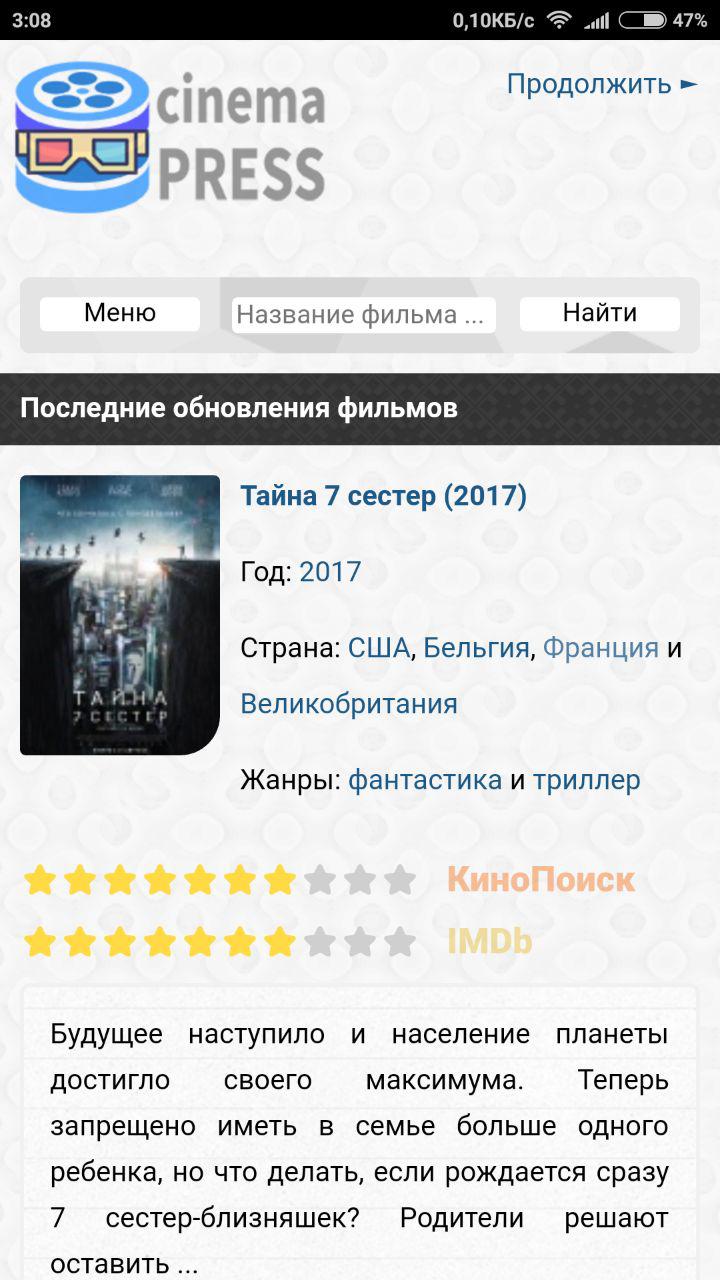 3:08
0,10КБ/с
47%
cinema
PRESS
Продолжить ►
Меню
Название фильма ...
Найти
Последние обновления фильмов
ТАЙНА
7 СЕСТЕР
Тайна 7 сестер (2017)
Год: 2017
Страна: США, Бельгия, Франция и
Великобритания
Жанры: фантастика и триллер
КиноПоиск
IMDb
Будущее наступило и население планеты
достигло своего максимума. Теперь
запрещено иметь в семье больше одного
ребенка, но что делать, если рождается сразу
7 сестер-близняшек? Родители решают
оставить ...